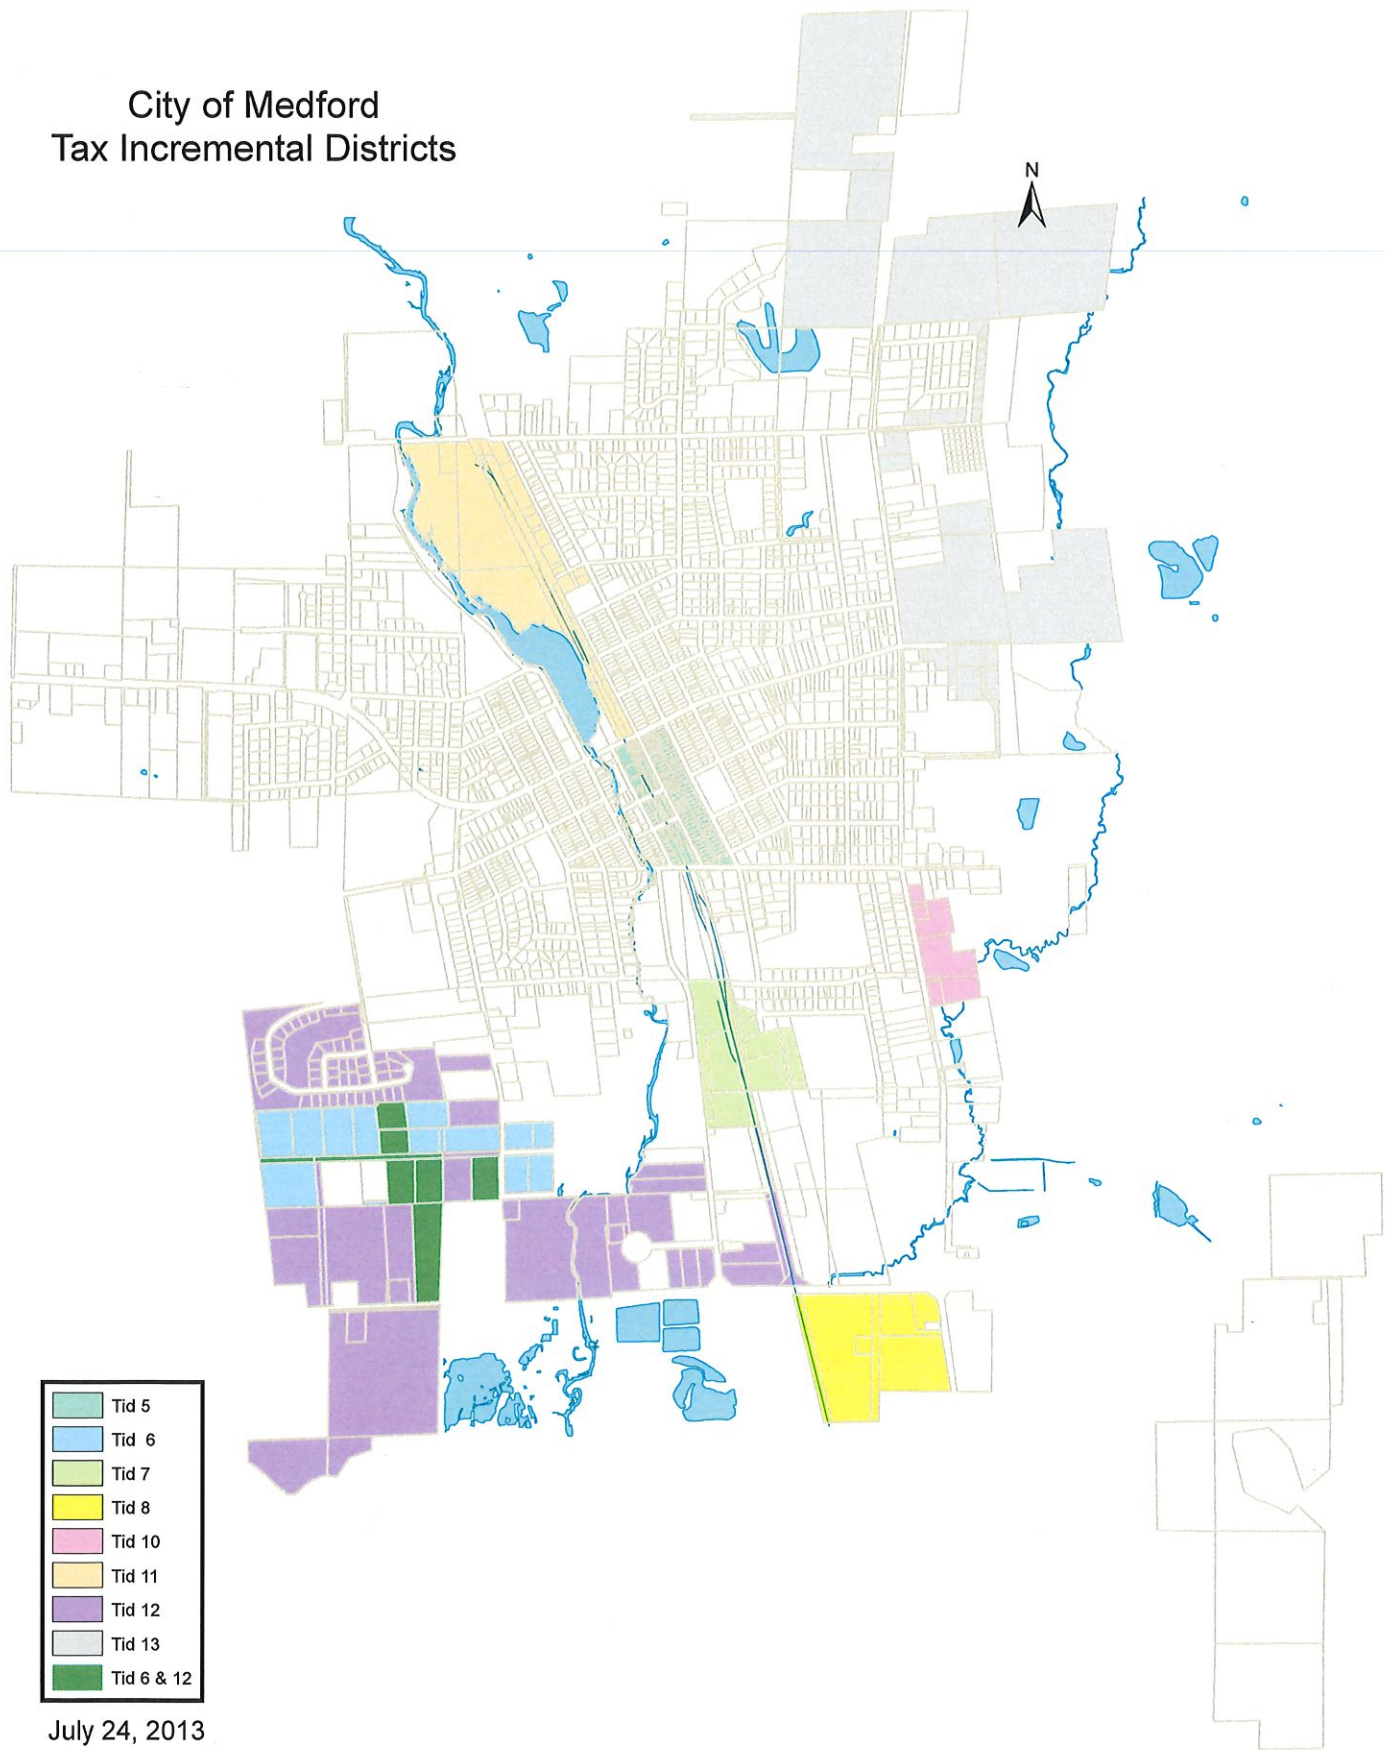 City of Medford
Tax Incremental Districts
N
Tid 5
Tid 6
Tid 7
Tid 8
Tid 10
Tid 11
Tid 12
Tid 13
Tid 6 & 12
July 24, 2013